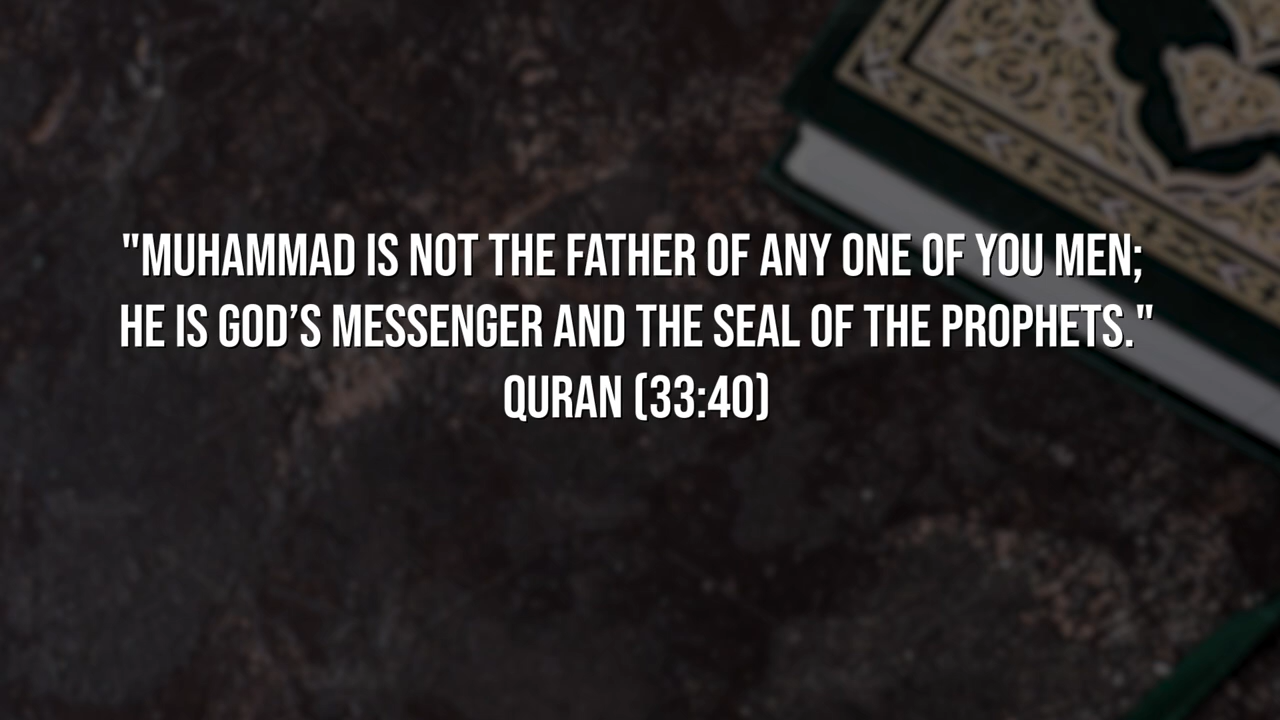 "MUHAMMAD IS NOT THE FATHER OF ANY ONE OF YOU MEN;
HE IS GOD’S MESSENGER AND THE SEAL OF THE PROPHETS."
QURAN (33:40)